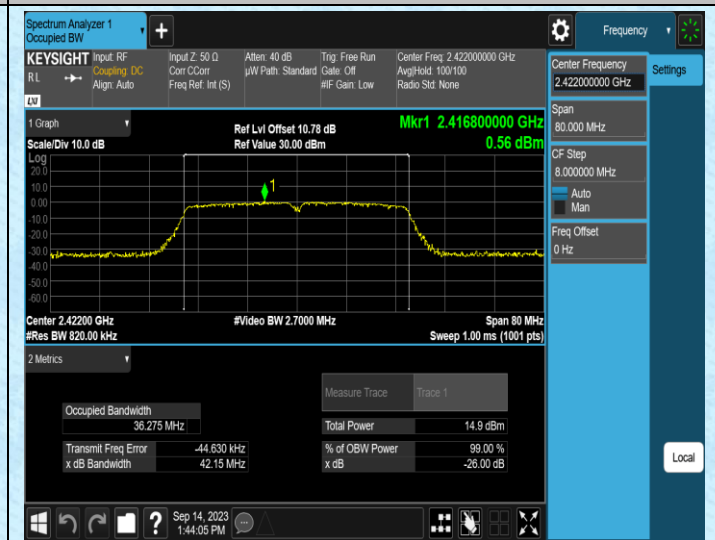 Spectrum Analyzer 1
Occupied BW
+
Frequency
KEYSIGHT
RL
LXI
Input: RF
Coupling: DC
Align: Auto
Input Z: 50 Ω
Corr CCorr
Freq Ref: Int (S)
Atten: 40 dB
µW Path: Standard
Trig: Free Run
Gate: Off
#IF Gain: Low
Center Freq: 2.422000000 GHz
Avg|Hold: 100/100
Radio Std: None
Center Frequency
2.422000000 GHz
Settings
Span
80.000 MHz
CF Step
8.000000 MHz
Auto
Man
Freq Offset
0 Hz
Local
1 Graph
Scale/Div 10.0 dB
Ref Lvl Offset 10.78 dB
Ref Value 30.00 dBm
Mkr1 2.416800000 GHz
0.56 dBm
Log
20.0
10.0
0.00
-10.0
-20.0
-30.0
-40.0
-50.0
-60.0
1
Center 2.42200 GHz
#Res BW 820.00 kHz
#Video BW 2.7000 MHz
Span 80 MHz
Sweep 1.00 ms (1001 pts)
2 Metrics
Measure Trace Trace 1
Occupied Bandwidth
36.275 MHz
Total Power 14.9 dBm
Transmit Freq Error -44.630 kHz
% of OBW Power 99.00 %
x dB Bandwidth 42.15 MHz
x dB -26.00 dB
?
Sep 14, 2023
1:44:05 PM